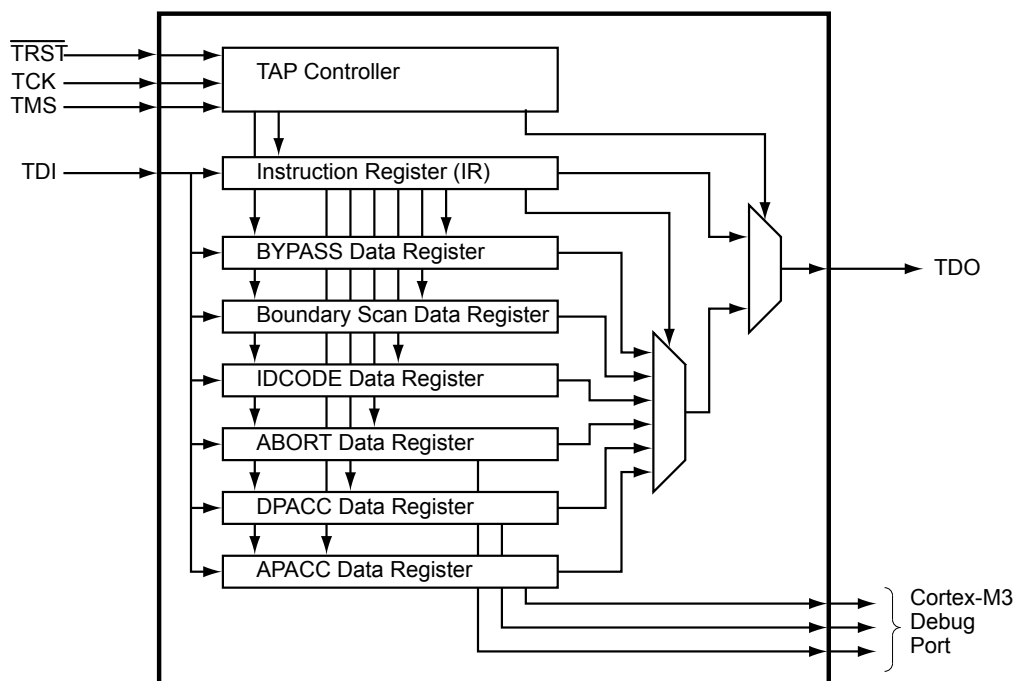 TRST
TCK
TMS
TDI
TAP Controller
Instruction Register (IR)
BYPASS Data Register
Boundary Scan Data Register
IDCODE Data Register
ABORT Data Register
DPACC Data Register
APACC Data Register
TDO
Cortex-M3
Debug
Port